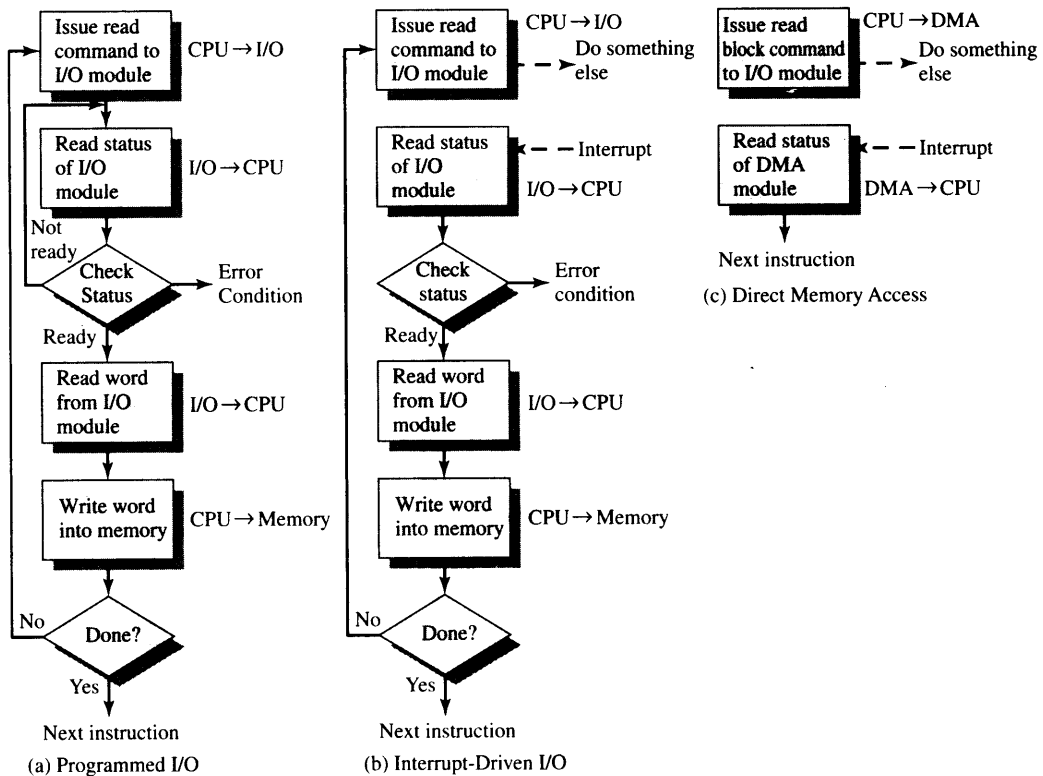 Issue read
command to
I/O module
CPU → I/O
Read status
of I/O
module
I/O → CPU
Not
ready
Check
Status
Error
Condition
Ready
Read word
from I/O
module
I/O → CPU
Write word
into memory
CPU → Memory
No
Done?
Yes
Next instruction
(a) Programmed I/O
Issue read
command to
I/O module
CPU → I/O
Do something
else
Read status
of I/O
module
Interrupt
I/O → CPU
Check
status
Error
condition
Ready
Read word
from I/O
module
I/O → CPU
Write word
into memory
CPU → Memory
No
Done?
Yes
Next instruction
(b) Interrupt-Driven I/O
Issue read
block command
to I/O module
CPU → DMA
Do something
else
Read status
of DMA
module
Interrupt
DMA → CPU
Next instruction
(c) Direct Memory Access